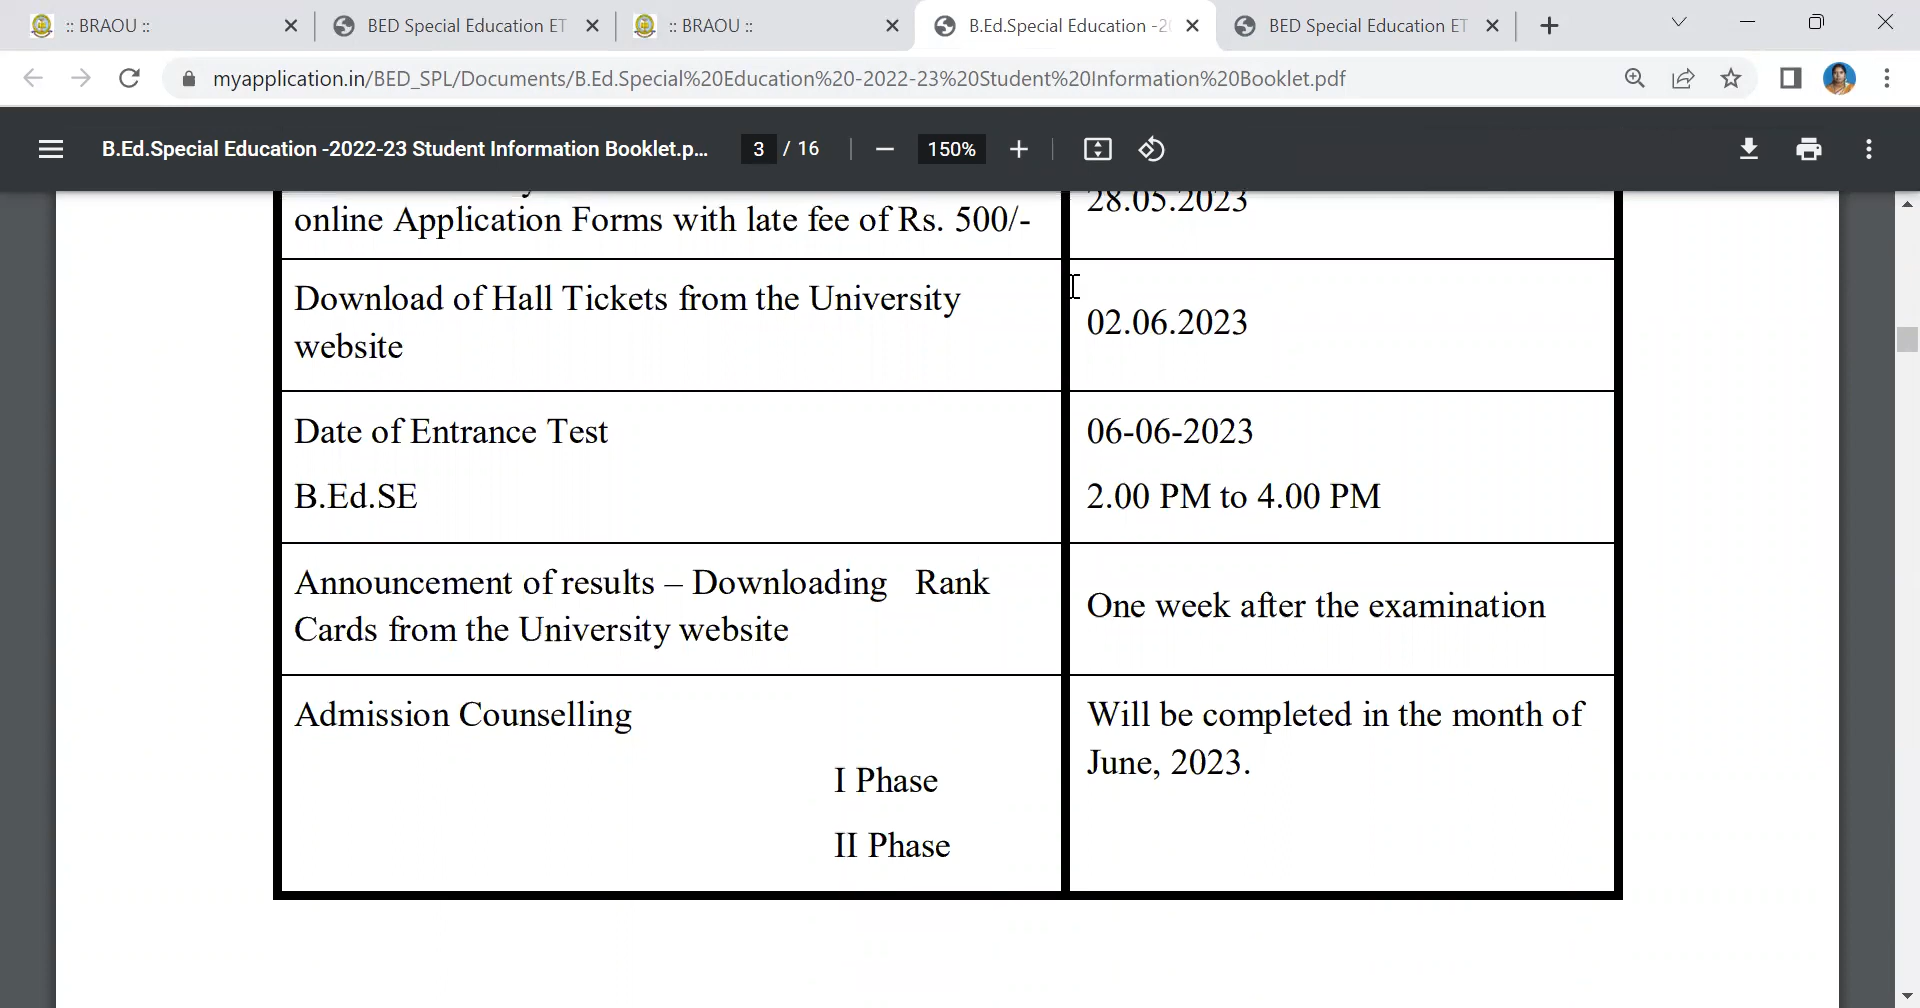 :: BRAOU ::
BED Special Education ET
:: BRAOU ::
B.Ed.Special Education -20
BED Special Education ET
myapplication.in/BED_SPL/Documents/B.Ed.Special%20Education%20-2022-23%20Student%20Information%20Booklet.pdf
B.Ed.Special Education -2022-23 Student Information Booklet.p...
3 / 16
150%
online Application Forms with late fee of Rs. 500/-
28.05.2023
Download of Hall Tickets from the University
website
02.06.2023
Date of Entrance Test
B.Ed.SE
06-06-2023
2.00 PM to 4.00 PM
Announcement of results – Downloading Rank
Cards from the University website
One week after the examination
Admission Counselling
I Phase
II Phase
Will be completed in the month of
June, 2023.